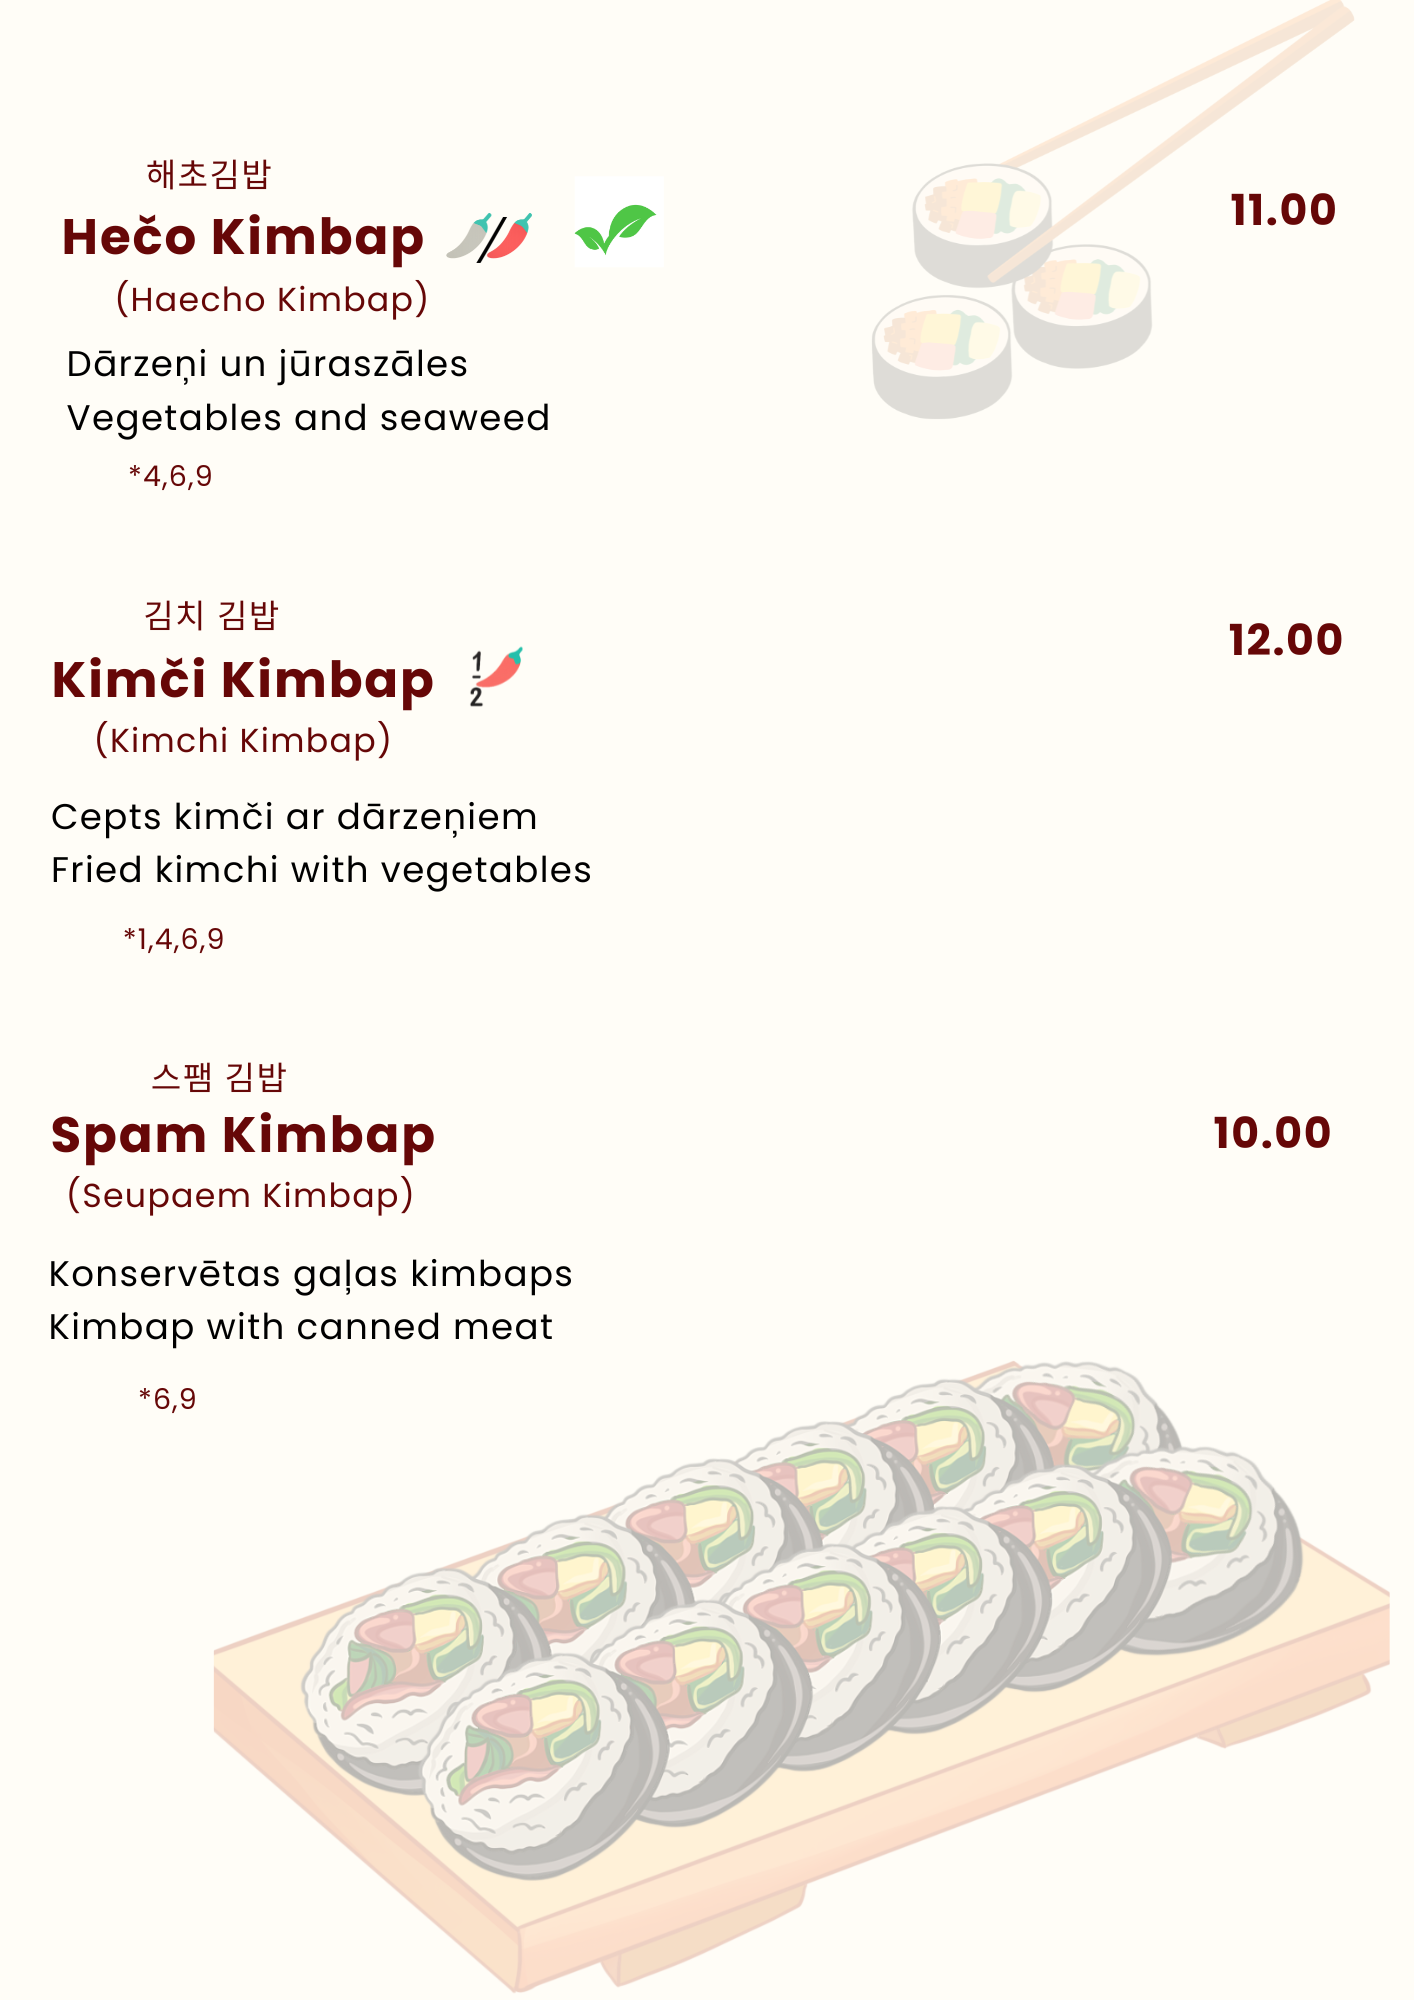 해초김밥
Hečo Kimbap
11.00
(Haecho Kimbap)
Dārzeņi un jūraszāles
Vegetables and seaweed
*4,6,9
김치 김밥
Kimči Kimbap 1/2
12.00
(Kimchi Kimbap)
Cepts kimči ar dārzeņiem
Fried kimchi with vegetables
*1,4,6,9
스팸 김밥
Spam Kimbap
10.00
(Seupaem Kimbap)
Konservētas gaļas kimbaps
Kimbap with canned meat
*6,9